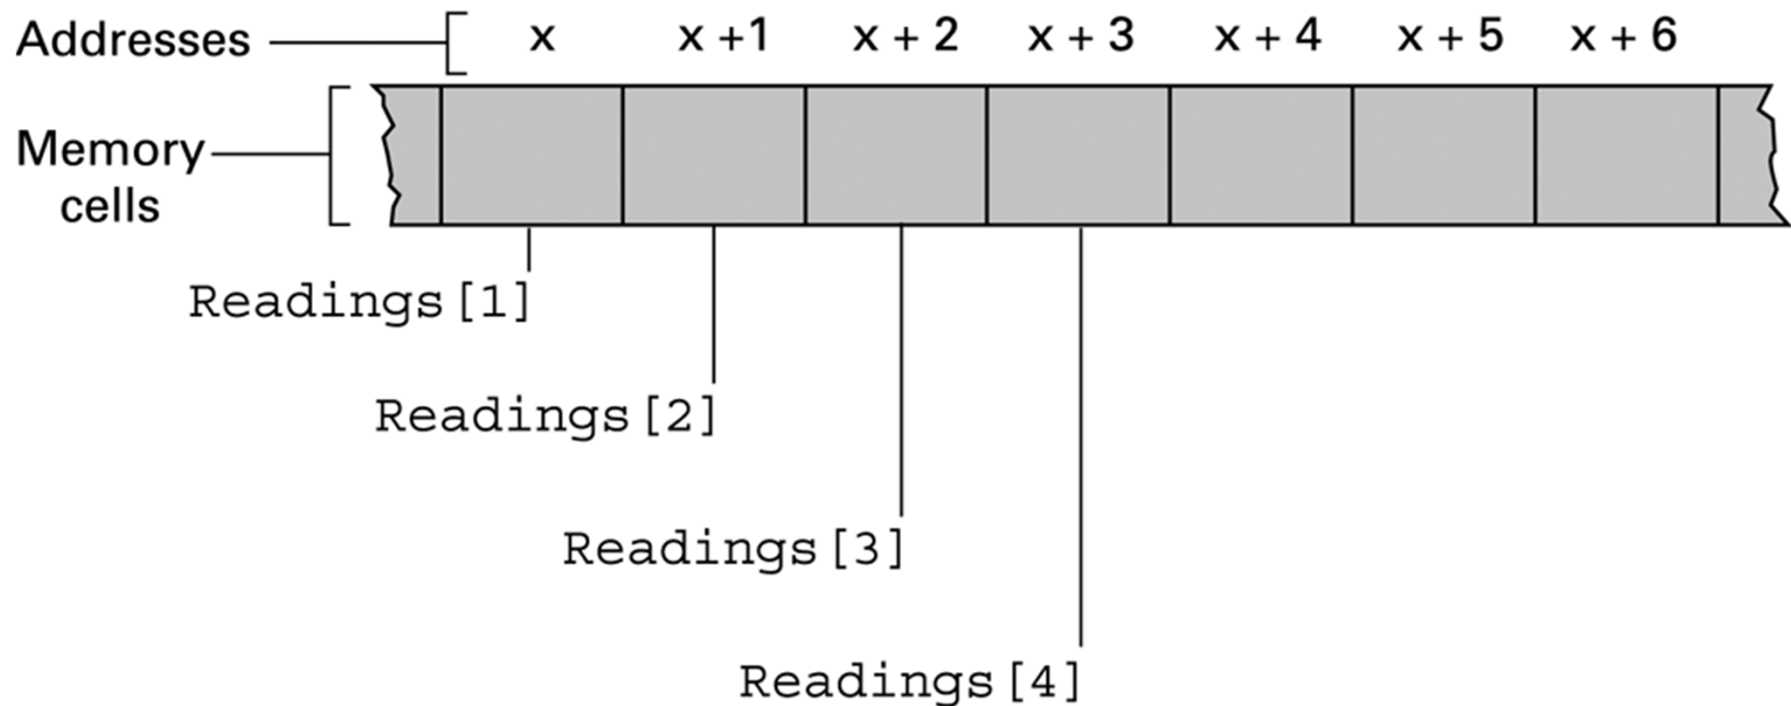 Addresses x x +1 x + 2 x + 3 x + 4 x + 5 x + 6
Memory
cells
Readings[1]
Readings[2]
Readings[3]
Readings[4]